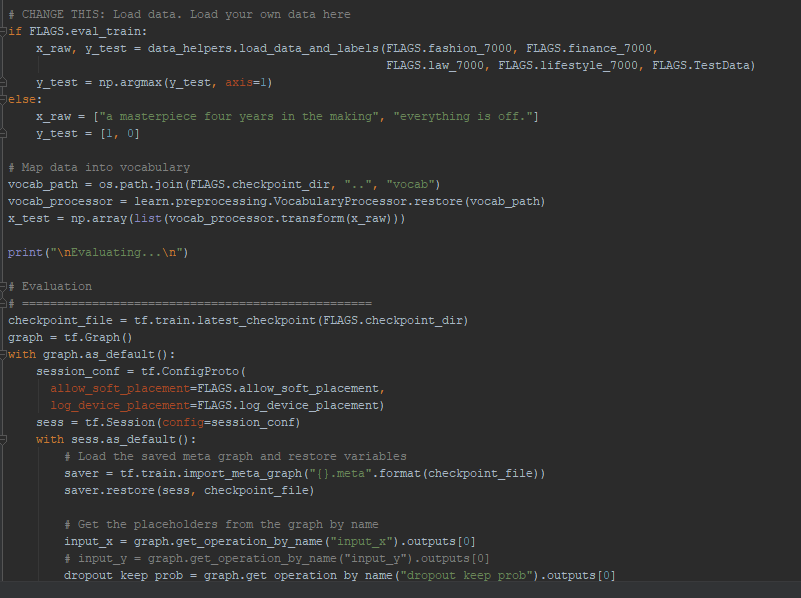 # CHANGE THIS: Load data. Load your own data here
if FLAGS.eval_train:
    x_raw, y_test = data_helpers.load_data_and_labels(FLAGS.fashion_7000, FLAGS.finance_7000,
                                                      FLAGS.law_7000, FLAGS.lifestyle_7000, FLAGS.TestData)
    y_test = np.argmax(y_test, axis=1)
else:
    x_raw = ["a masterpiece four years in the making", "everything is off."]
    y_test = [1, 0]

# Map data into vocabulary
vocab_path = os.path.join(FLAGS.checkpoint_dir, "..", "vocab")
vocab_processor = learn.preprocessing.VocabularyProcessor.restore(vocab_path)
x_test = np.array(list(vocab_processor.transform(x_raw)))

print("\nEvaluating...\n")

# Evaluation
# ==================================================
checkpoint_file = tf.train.latest_checkpoint(FLAGS.checkpoint_dir)
graph = tf.Graph()
with graph.as_default():
    session_conf = tf.ConfigProto(
      allow_soft_placement=FLAGS.allow_soft_placement,
      log_device_placement=FLAGS.log_device_placement)
    sess = tf.Session(config=session_conf)
    with sess.as_default():
        # Load the saved meta graph and restore variables
        saver = tf.train.import_meta_graph("{}.meta".format(checkpoint_file))
        saver.restore(sess, checkpoint_file)

        # Get the placeholders from the graph by name
        input_x = graph.get_operation_by_name("input_x").outputs[0]
        # input_y = graph.get_operation_by_name("input_y").outputs[0]
        dropout_keep_prob = graph.get_operation_by_name("dropout_keep_prob").outputs[0]